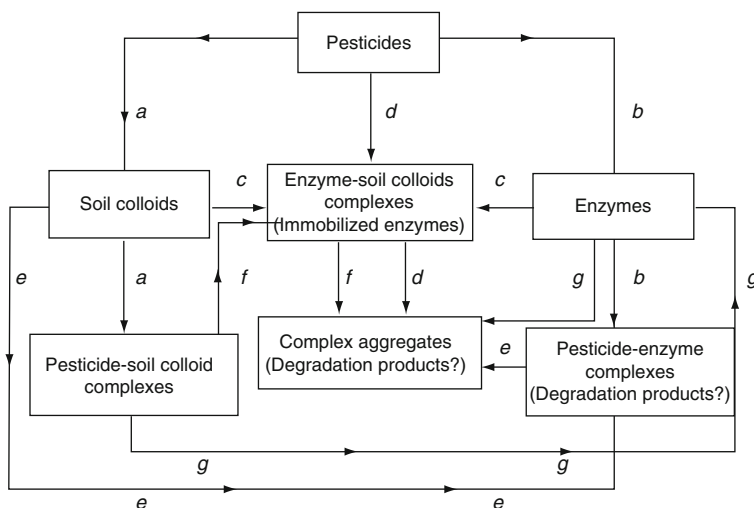 Pesticides
a
d
b
Soil colloids
c
Enzyme-soil colloids
complexes
(Immobilized enzymes)
c
Enzymes
e
a
f
f
d
g
b
g
Pesticide-soil colloid
complexes
Complex aggregates
(Degradation products?)
e
Pesticide-enzyme
complexes
(Degradation products?)
g
g
e
e